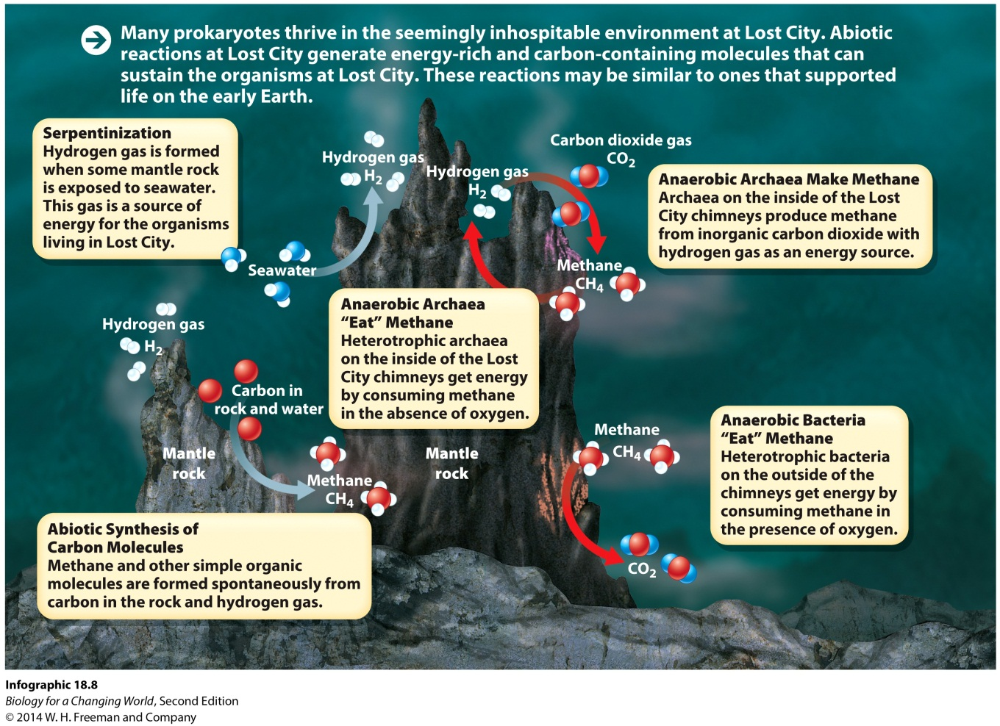 Many prokaryotes thrive in the seemingly inhospitable environment at Lost City. Abiotic
reactions at Lost City generate energy-rich and carbon-containing molecules that can
sustain the organisms at Lost City. These reactions may be similar to ones that supported
life on the early Earth.
Serpentinization
Hydrogen gas is formed
when some mantle rock
is exposed to seawater.
This gas is a source of
energy for the organisms
living in Lost City.
Seawater
Hydrogen gas
H2
Hydrogen gas
H2
Carbon dioxide gas
CO2
Methane
CH4
Anaerobic Archaea Make Methane
Archaea on the inside of the Lost
City chimneys produce methane
from inorganic carbon dioxide with
hydrogen gas as an energy source.
Anaerobic Archaea
“Eat” Methane
Heterotrophic archaea
on the inside of the Lost
City chimneys get energy
by consuming methane
in the absence of oxygen.
Hydrogen gas
H2
Carbon in
rock and water
Mantle
rock
Methane
CH4
Mantle
rock
Methane
CH4
CO2
Anaerobic Bacteria
“Eat” Methane
Heterotrophic bacteria
on the outside of the
chimneys get energy by
consuming methane in
the presence of oxygen.
Abiotic Synthesis of
Carbon Molecules
Methane and other simple organic
molecules are formed spontaneously from
carbon in the rock and hydrogen gas.
Infographic 18.8
Biology for a Changing World, Second Edition
© 2014 W. H. Freeman and Company